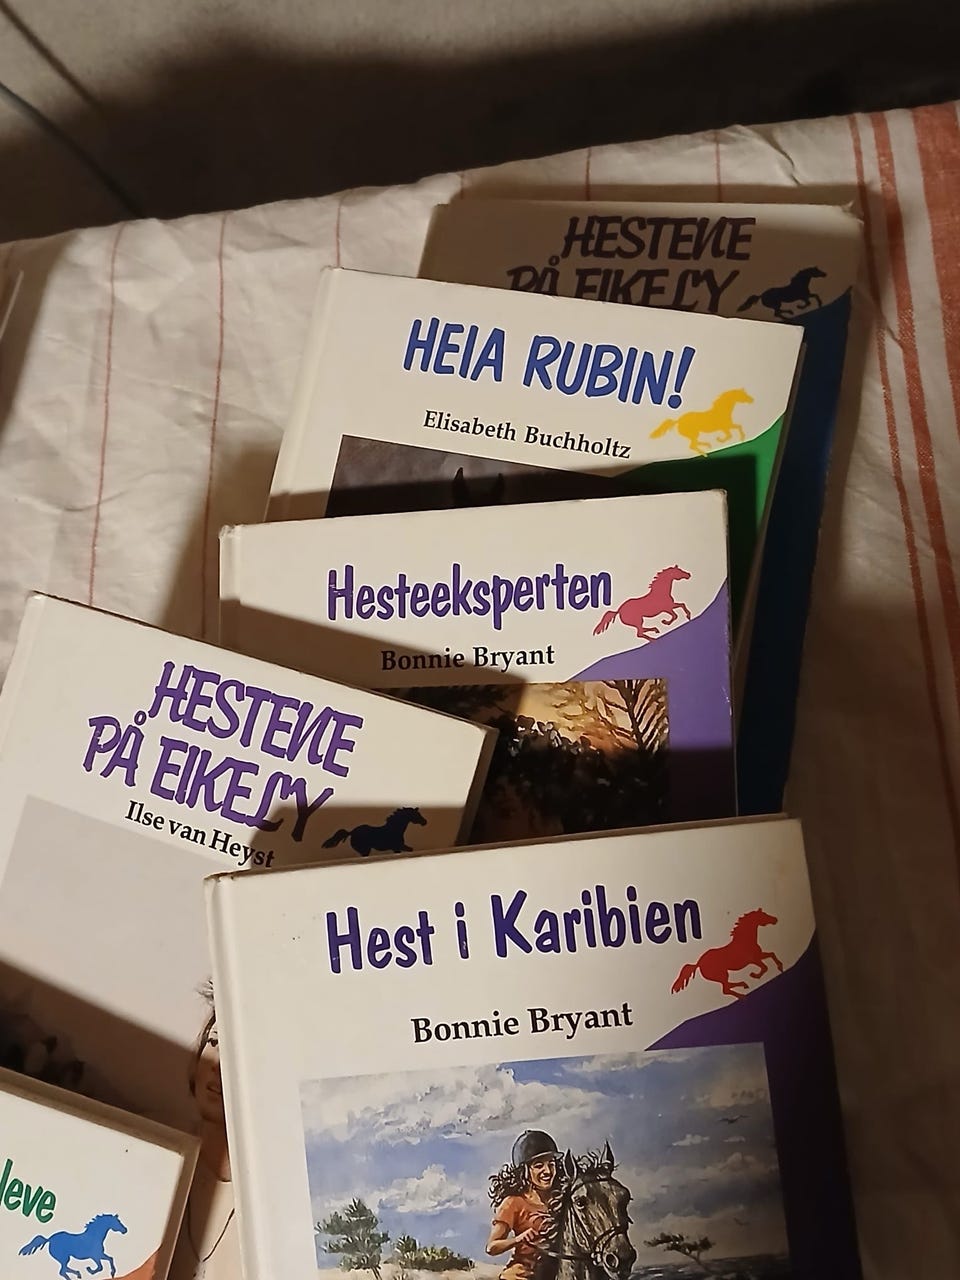 HESTENE
PÅ EIKELY
HEIA RUBIN!
Elisabeth Buchholtz
Hesteeksperten
Bonnie Bryant
HESTENE
PÅ EIKELY
Ilse van Heyst
Hest i Karibien
Bonnie Bryant
leve